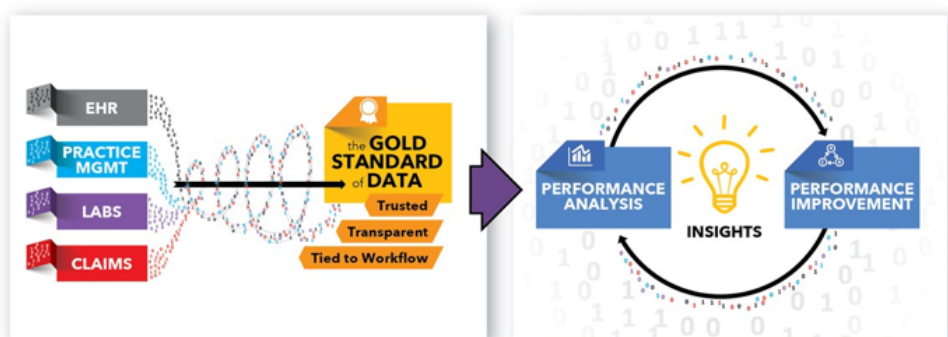 EHR
PRACTICE
MGMT
LABS
CLAIMS
the GOLD
STANDARD
of DATA
Trusted
Transparent
Tied to Workflow
PERFORMANCE
ANALYSIS
INSIGHTS
PERFORMANCE
IMPROVEMENT